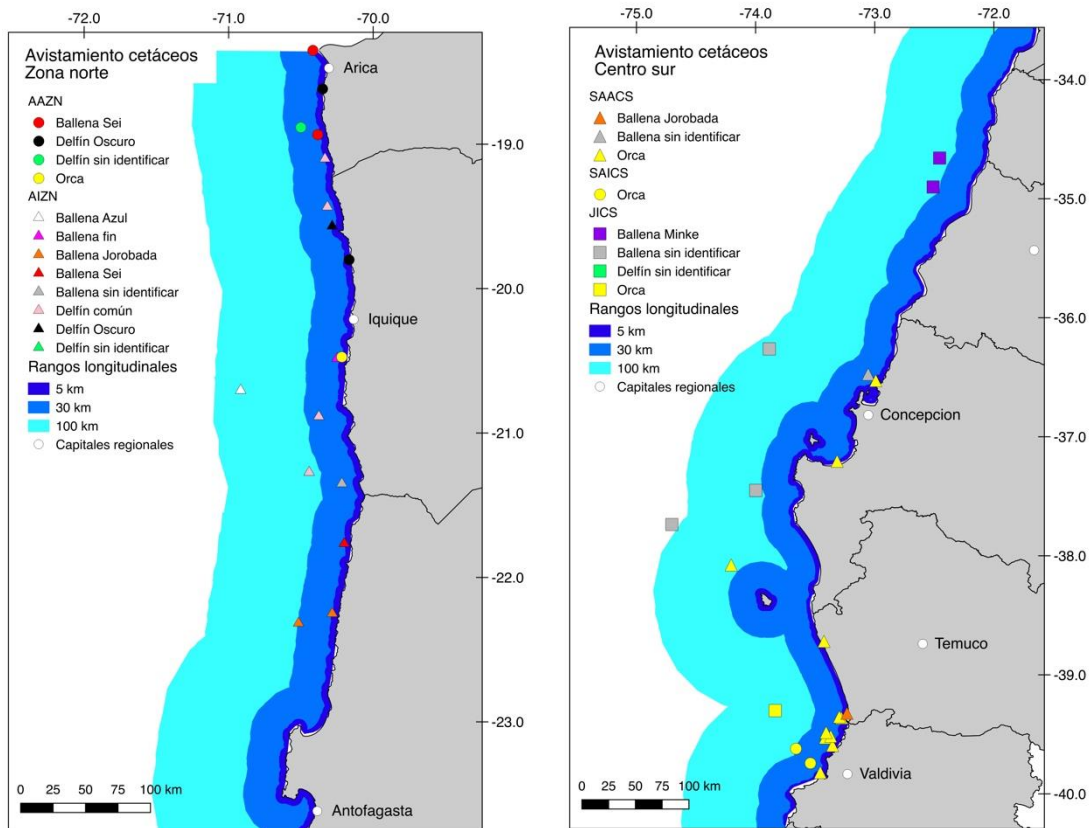 -72.0
-71.0
-70.0
Avistamiento cetáceos
Zona norte
AAZN
Ballena Sei
Delfín Oscuro
Delfín sin identificar
Orca
AIZN
Ballena Azul
Ballena fin
Ballena Jorobada
Ballena Sei
Ballena sin identificar
Delfín común
Delfín Oscuro
Delfín sin identificar
Rangos longitudinales
5 km
30 km
100 km
Capitales regionales
Arica
Iquique
Antofagasta
-19.0
-20.0
-21.0
-22.0
-23.0
0 25 50 75 100 km
-75.0
-74.0
-73.0
-72.0
Avistamiento cetáceos
Centro sur
SAACS
Ballena Jorobada
Ballena sin identificar
Orca
SAICS
Orca
JICS
Ballena Minke
Ballena sin identificar
Delfín sin identificar
Orca
Rangos longitudinales
5 km
30 km
100 km
Capitales regionales
Concepcion
Temuco
Valdivia
-34.0
-35.0
-36.0
-37.0
-38.0
-39.0
-40.0
0 25 50 75 100 km